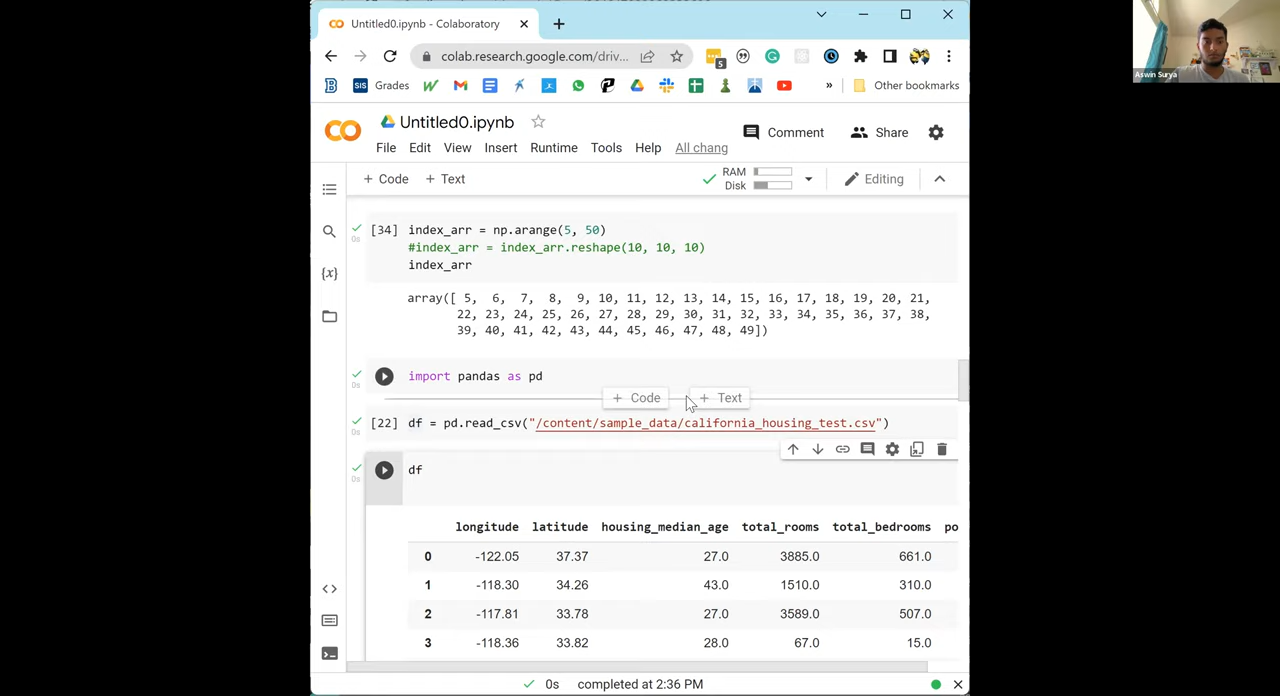 Untitled0.ipynb - Colaboratory
colab.research.google.com/driv...
5
SIS Grades
»
Other bookmarks
Aswin Surya
Untitled0.ipynb
Comment
Share
File Edit View Insert Runtime Tools Help All chang
+ Code + Text
RAM
Disk
Editing
[34] index_arr = np.arange(5, 50)
#index_arr = index_arr.reshape(10, 10, 10)
index_arr
0s
{x}
array([ 5, 6, 7, 8, 9, 10, 11, 12, 13, 14, 15, 16, 17, 18, 19, 20, 21,
22, 23, 24, 25, 26, 27, 28, 29, 30, 31, 32, 33, 34, 35, 36, 37, 38,
39, 40, 41, 42, 43, 44, 45, 46, 47, 48, 49])
import pandas as pd
0s
+ Code + Text
[22] df = pd.read_csv("/content/sample_data/california_housing_test.csv")
0s
df
0s
longitude latitude housing_median_age total_rooms total_bedrooms po
0 -122.05 37.37 27.0 3885.0 661.0
1 -118.30 34.26 43.0 1510.0 310.0
2 -117.81 33.78 27.0 3589.0 507.0
3 -118.36 33.82 28.0 67.0 15.0
0s completed at 2:36 PM